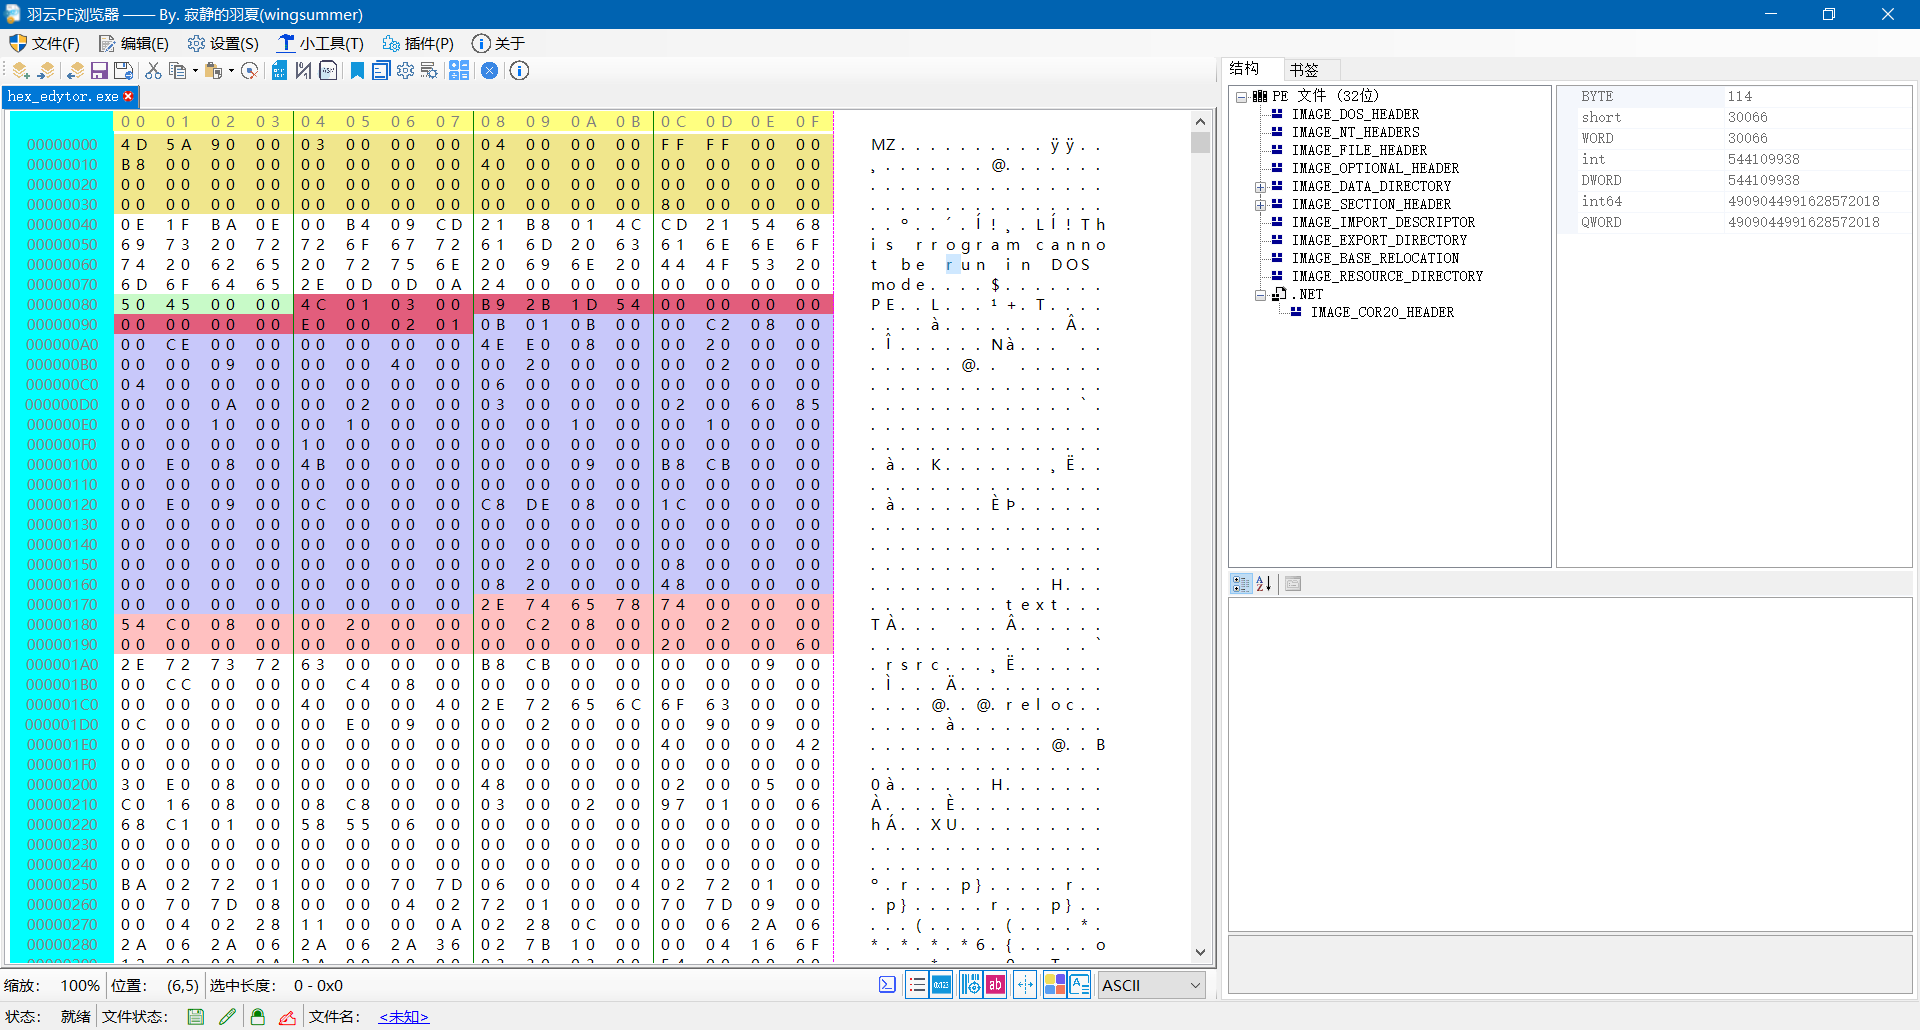 羽云PE浏览器 —— By. 寂静的羽夏(wingsummer)
文件(F) 编辑(E) 设置(S) 小工具(T) 插件(P) 关于
hex_edytor.exe
00 01 02 03 04 05 06 07 08 09 0A 0B 0C 0D 0E 0F
00000000 4D 5A 90 00 03 00 00 00 04 00 00 00 FF FF 00 00 MZ..........ÿÿ..
00000010 B8 00 00 00 00 00 00 00 40 00 00 00 00 00 00 00 ¸.......@.......
00000020 00 00 00 00 00 00 00 00 00 00 00 00 00 00 00 00 ................
00000030 00 00 00 00 00 00 00 00 00 00 00 00 80 00 00 00 ................
00000040 0E 1F BA 0E 00 B4 09 CD 21 B8 01 4C CD 21 54 68 ..º..´.Í!¸.LÍ!Th
00000050 69 73 20 72 72 6F 67 72 61 6D 20 63 61 6E 6E 6F is rrogram canno
00000060 74 20 62 65 20 72 75 6E 20 69 6E 20 44 4F 53 20 t be run in DOS
00000070 6D 6F 64 65 2E 0D 0D 0A 24 00 00 00 00 00 00 00 mode....$.......
00000080 50 45 00 00 4C 01 03 00 B9 2B 1D 54 00 00 00 00 PE..L...¹+.T....
00000090 00 00 00 00 E0 00 02 01 0B 01 0B 00 00 C2 08 00 ....à........Â..
000000A0 00 CE 00 00 00 00 00 00 4E E0 08 00 00 20 00 00 .Î......Nà... ..
000000B0 00 00 09 00 00 00 40 00 00 20 00 00 00 02 00 00 ......@.. ......
000000C0 04 00 00 00 00 00 00 00 06 00 00 00 00 00 00 00 ................
000000D0 00 00 0A 00 00 02 00 00 03 00 00 00 02 00 60 85 ..............`.
000000E0 00 00 10 00 00 10 00 00 00 00 10 00 00 10 00 00 ................
000000F0 00 00 00 00 10 00 00 00 00 00 00 00 00 00 00 00 ................
00000100 00 E0 08 00 4B 00 00 00 00 00 09 00 B8 CB 00 00 .à..K.......¸Ë..
00000110 00 00 00 00 00 00 00 00 00 00 00 00 00 00 00 00 ................
00000120 00 E0 09 00 0C 00 00 00 C8 DE 08 00 1C 00 00 00 .à......ÈÞ......
00000130 00 00 00 00 00 00 00 00 00 00 00 00 00 00 00 00 ................
00000140 00 00 00 00 00 00 00 00 00 00 00 00 00 00 00 00 ................
00000150 00 00 00 00 00 00 00 00 00 20 00 00 08 00 00 00 ......... ......
00000160 00 00 00 00 00 00 00 00 08 20 00 00 48 00 00 00 ......... ..H...
00000170 00 00 00 00 00 00 00 00 2E 74 65 78 74 00 00 00 .........text...
00000180 54 C0 08 00 00 20 00 00 00 C2 08 00 00 02 00 00 TÀ... ...Â......
00000190 00 00 00 00 00 00 00 00 00 00 00 00 20 00 00 60 ............ ..`
000001A0 2E 72 73 72 63 00 00 00 B8 CB 00 00 00 00 09 00 .rsrc...¸Ë......
000001B0 00 CC 00 00 00 C4 08 00 00 00 00 00 00 00 00 00 .Ì...Ä..........
000001C0 00 00 00 00 40 00 00 40 2E 72 65 6C 6F 63 00 00 ....@..@.reloc..
000001D0 0C 00 00 00 00 E0 09 00 00 02 00 00 00 90 09 00 .....à..........
000001E0 00 00 00 00 00 00 00 00 00 00 00 00 40 00 00 42 ............@..B
000001F0 00 00 00 00 00 00 00 00 00 00 00 00 00 00 00 00 ................
00000200 30 E0 08 00 00 00 00 00 48 00 00 00 02 00 05 00 0à......H.......
00000210 C0 16 08 00 08 C8 00 00 03 00 02 00 97 01 00 06 À....È..........
00000220 68 C1 01 00 58 55 06 00 00 00 00 00 00 00 00 00 hÁ..XU..........
00000230 00 00 00 00 00 00 00 00 00 00 00 00 00 00 00 00 ................
00000240 00 00 00 00 00 00 00 00 00 00 00 00 00 00 00 00 ................
00000250 BA 02 72 01 00 00 70 7D 06 00 00 04 02 72 01 00 º.r...p}.....r..
00000260 00 70 7D 08 00 00 04 02 72 01 00 00 70 7D 09 00 .p}.....r...p}..
00000270 00 04 02 28 11 00 00 0A 02 28 0C 00 00 06 2A 06 ...(.....(....*.
00000280 2A 06 2A 06 2A 06 2A 36 02 7B 10 00 00 04 16 6F *.*.*.*6.{.....o
缩放: 100% 位置: (6,5) 选中长度: 0 - 0x0 ASCII
状态: 就绪 文件状态: 文件名: <未知>
结构 书签
PE 文件 (32位)
IMAGE_DOS_HEADER
IMAGE_NT_HEADERS
IMAGE_FILE_HEADER
IMAGE_OPTIONAL_HEADER
IMAGE_DATA_DIRECTORY
IMAGE_SECTION_HEADER
IMAGE_IMPORT_DESCRIPTOR
IMAGE_EXPORT_DIRECTORY
IMAGE_BASE_RELOCATION
IMAGE_RESOURCE_DIRECTORY
.NET
IMAGE_COR20_HEADER
BYTE 114
short 30066
WORD 30066
int 544109938
DWORD 544109938
int64 4909044991628572018
QWORD 4909044991628572018